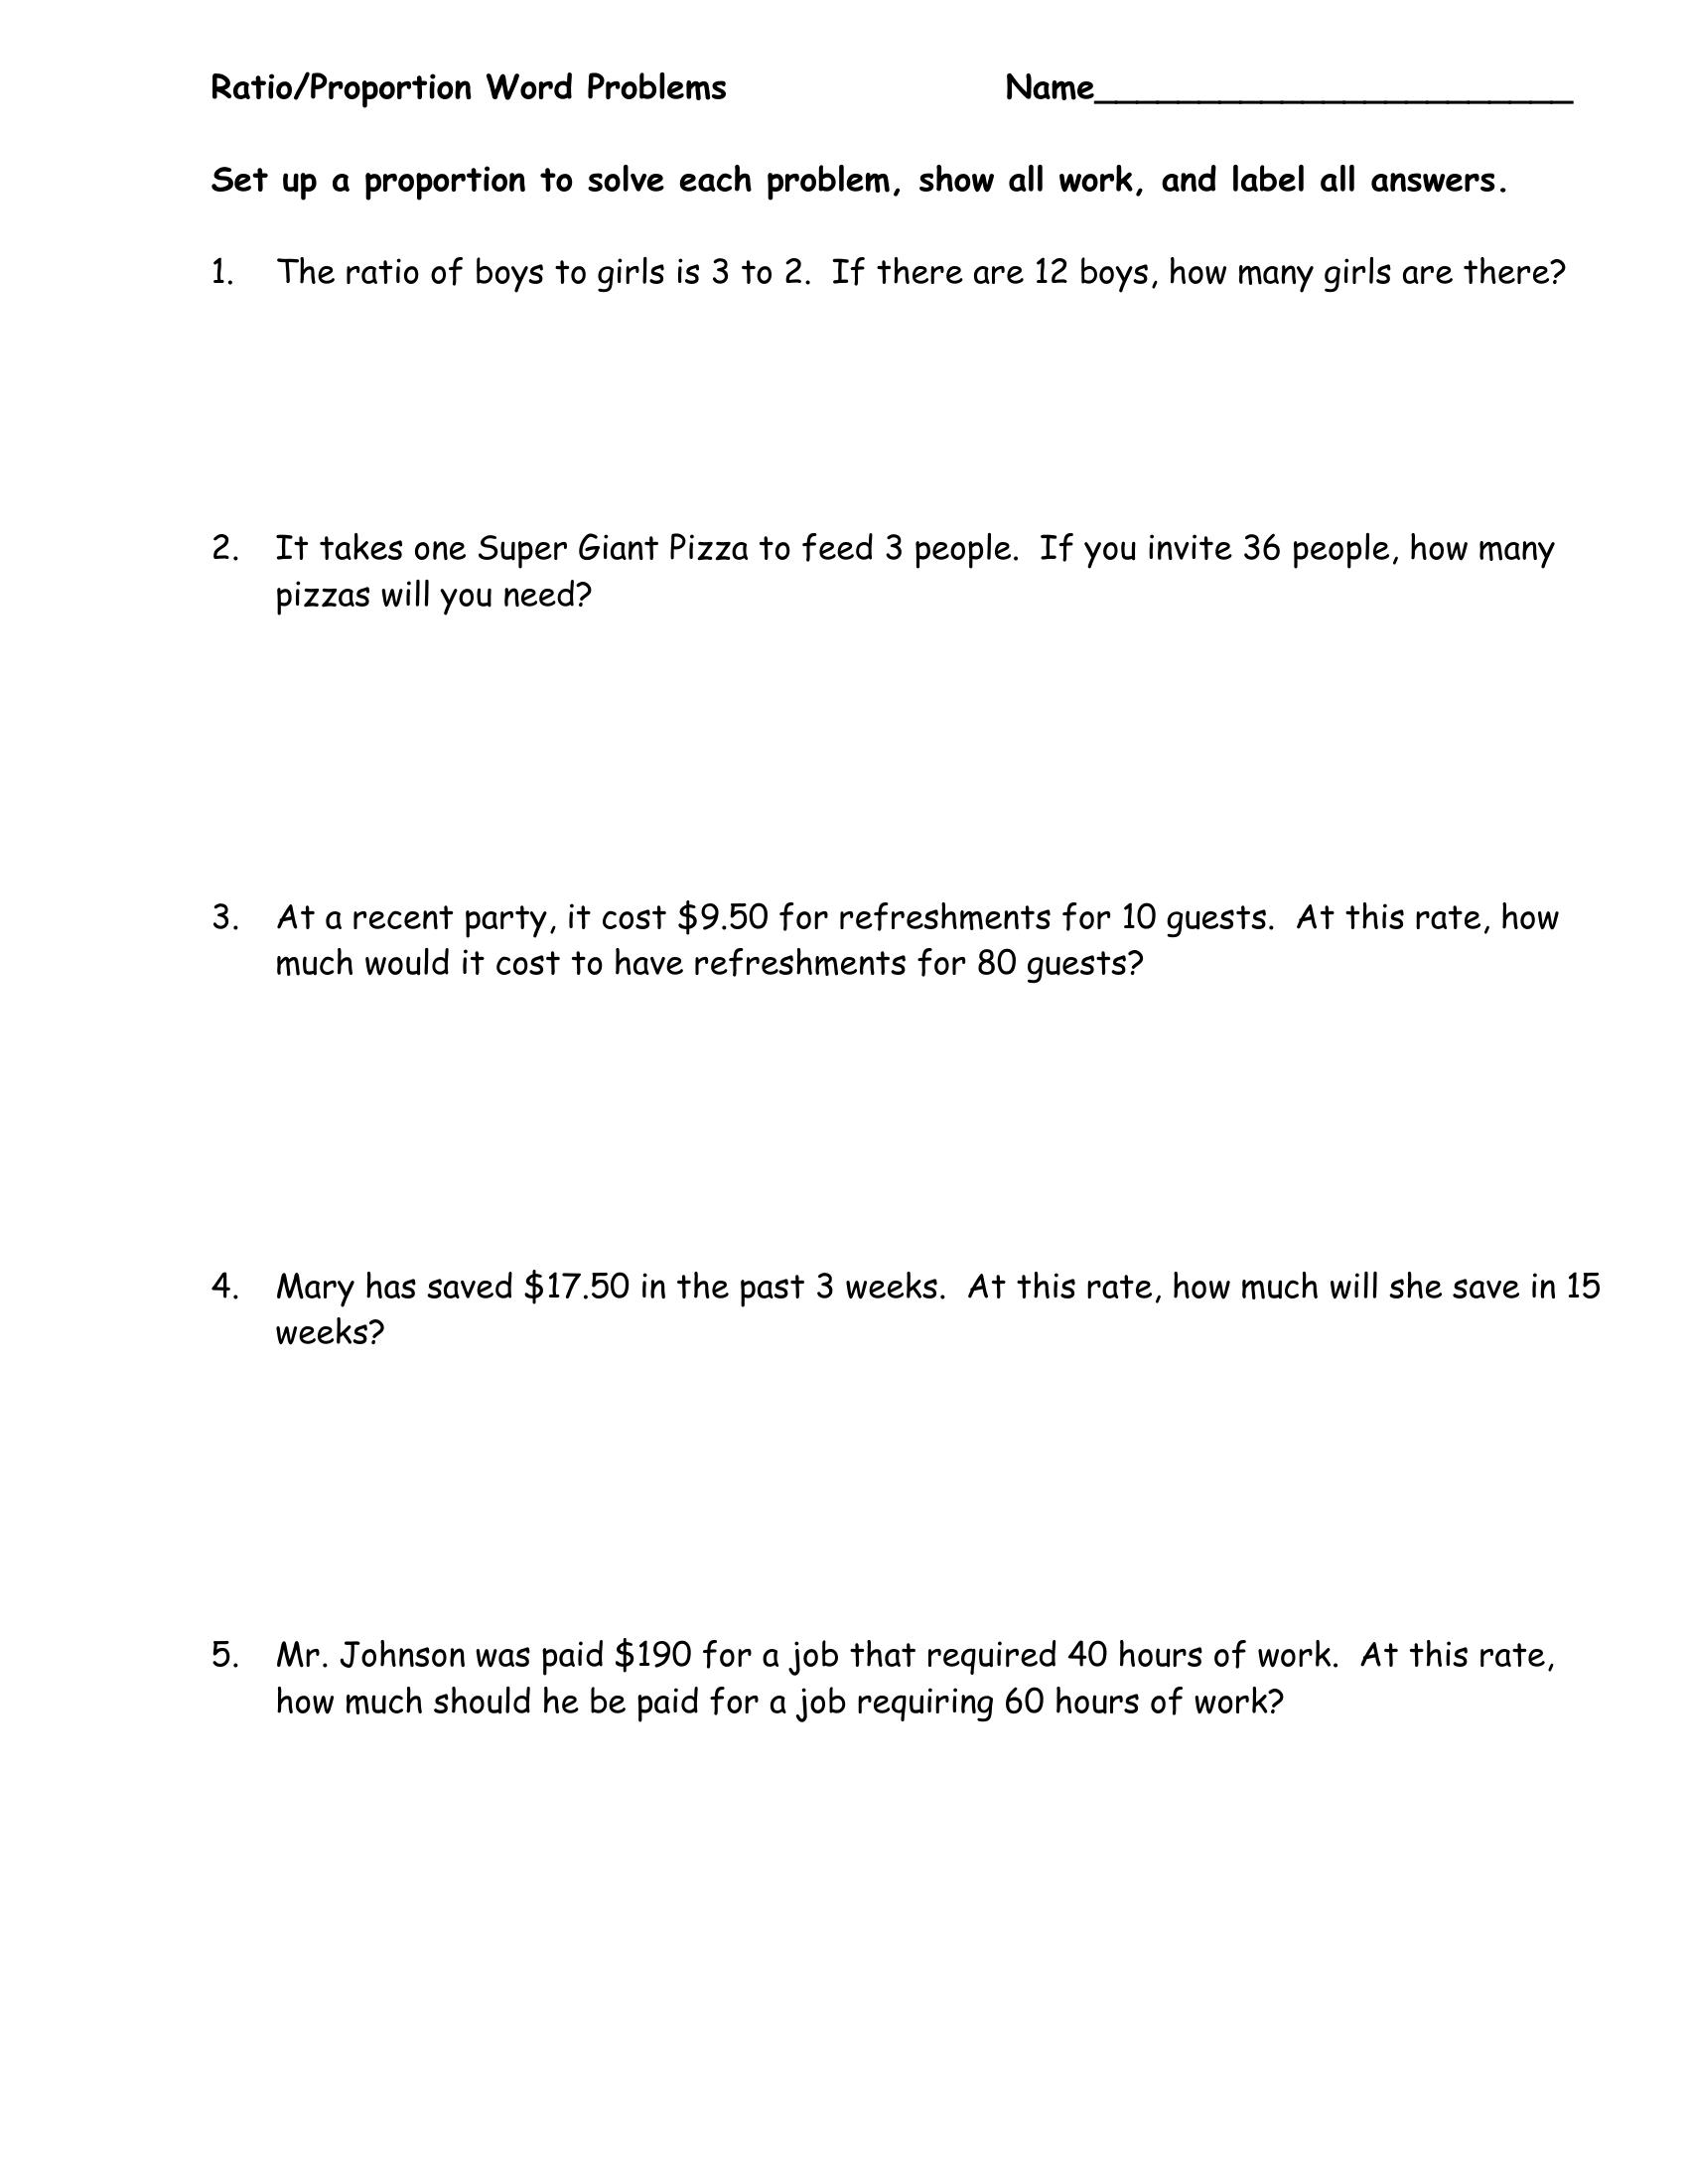 Ratio/Proportion Word Problems Name_______________________
Set up a proportion to solve each problem, show all work, and label all answers.
1. The ratio of boys to girls is 3 to 2. If there are 12 boys, how many girls are there?
2. It takes one Super Giant Pizza to feed 3 people. If you invite 36 people, how many
pizzas will you need?
3. At a recent party, it cost $9.50 for refreshments for 10 guests. At this rate, how
much would it cost to have refreshments for 80 guests?
4. Mary has saved $17.50 in the past 3 weeks. At this rate, how much will she save in 15
weeks?
5. Mr. Johnson was paid $190 for a job that required 40 hours of work. At this rate,
how much should he be paid for a job requiring 60 hours of work?